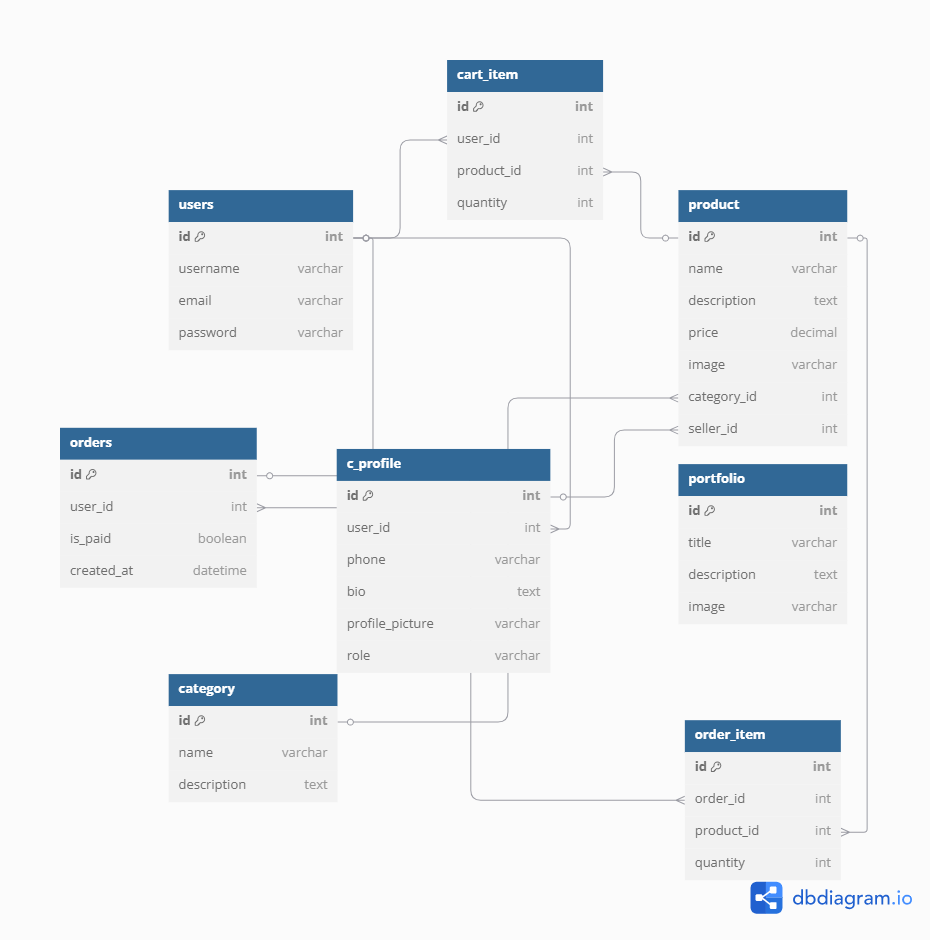 cart_item
id int
user_id int
product_id int
quantity int
users
id int
username varchar
email varchar
password varchar
product
id int
name varchar
description text
price decimal
image varchar
category_id int
seller_id int
orders
id int
user_id int
is_paid boolean
created_at datetime
c_profile
id int
user_id int
phone varchar
bio text
profile_picture varchar
role varchar
portfolio
id int
title varchar
description text
image varchar
category
id int
name varchar
description text
order_item
id int
order_id int
product_id int
quantity int
dbdiagram.io